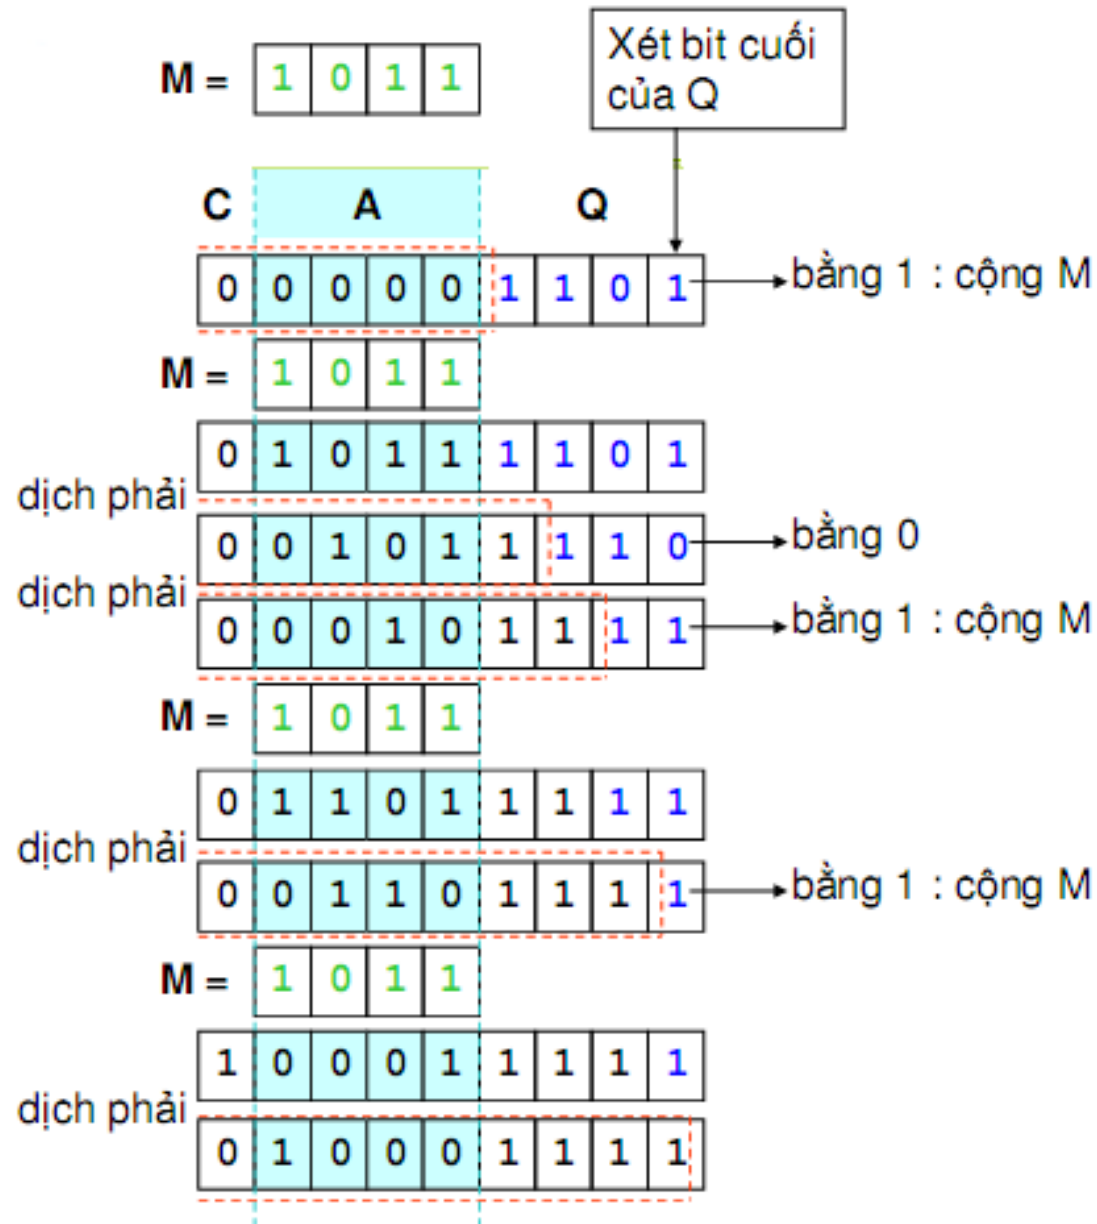 Xét bit cuối
của Q
M = 1 0 1 1
C A Q
0 0 0 0 0 1 1 0 1 bằng 1 : cộng M
M = 1 0 1 1
0 1 0 1 1 1 1 0 1
dịch phải
0 0 1 0 1 1 1 1 0 bằng 0
dịch phải
0 0 0 1 0 1 1 1 1 bằng 1 : cộng M
M = 1 0 1 1
0 1 1 0 1 1 1 1 1
dịch phải
0 0 1 1 0 1 1 1 1 bằng 1 : cộng M
M = 1 0 1 1
1 0 0 0 1 1 1 1 1
dịch phải
0 1 0 0 0 1 1 1 1